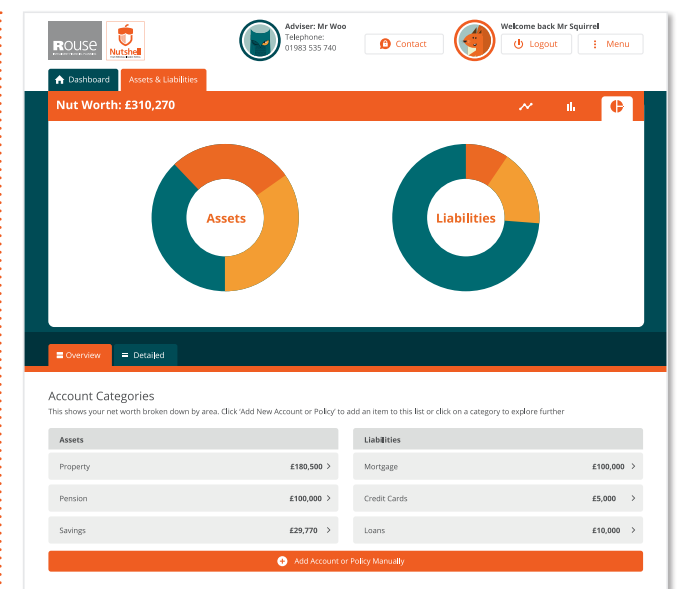 ROUSE
Nutshell
Adviser: Mr Woo
Telephone:
01983 535 740
Contact
Welcome back Mr Squirrel
Logout
Menu
Dashboard
Assets & Liabilities
Nut Worth: £310,270
Assets
Liabilities
Overview
Detailed
Account Categories
This shows your net worth broken down by area. Click 'Add New Account or Policy' to add an item to this list or click on a category to explore further
Assets
Property £180,500
Pension £100,000
Savings £29,770
Liabilities
Mortgage £100,000
Credit Cards £5,000
Loans £10,000
Add Account or Policy Manually